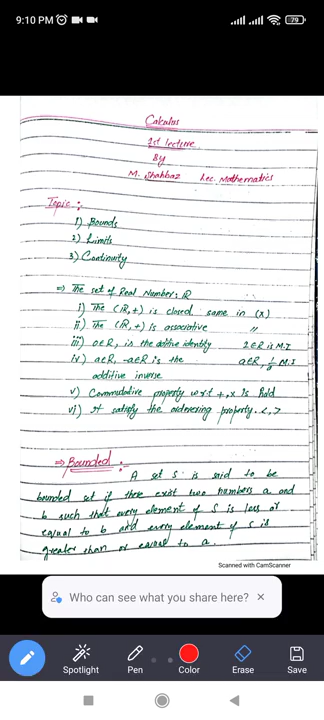 9:10 PM
79
Calculus
1st lecture
By
M. Shahbaz Lec. Mathematics
Topic:
1) Bounds
2) Limits
3) Continuity
⇒ The set of Real Number: ℝ
i) The (ℝ,+) is closed, same in (x)
ii) The (ℝ,+) is associative "
iii) 0∈ℝ, is the additive identity 1∈ℝ is M.I
iv) a∈ℝ, -a∈ℝ is the a∈ℝ, 1/a M.I
additive inverse
v) Commutative property w.r.t +,x is hold
vi) It satisfy the ordering property. <, >
⇒ Bounded:-
A set S is said to be
bounded set if there exist two numbers a and
b such that every element of S is less or
equal to b and every element of S is
greater than or equal to a.
Scanned with CamScanner
Who can see what you share here? ×
Spotlight
Pen
Color
Erase
Save